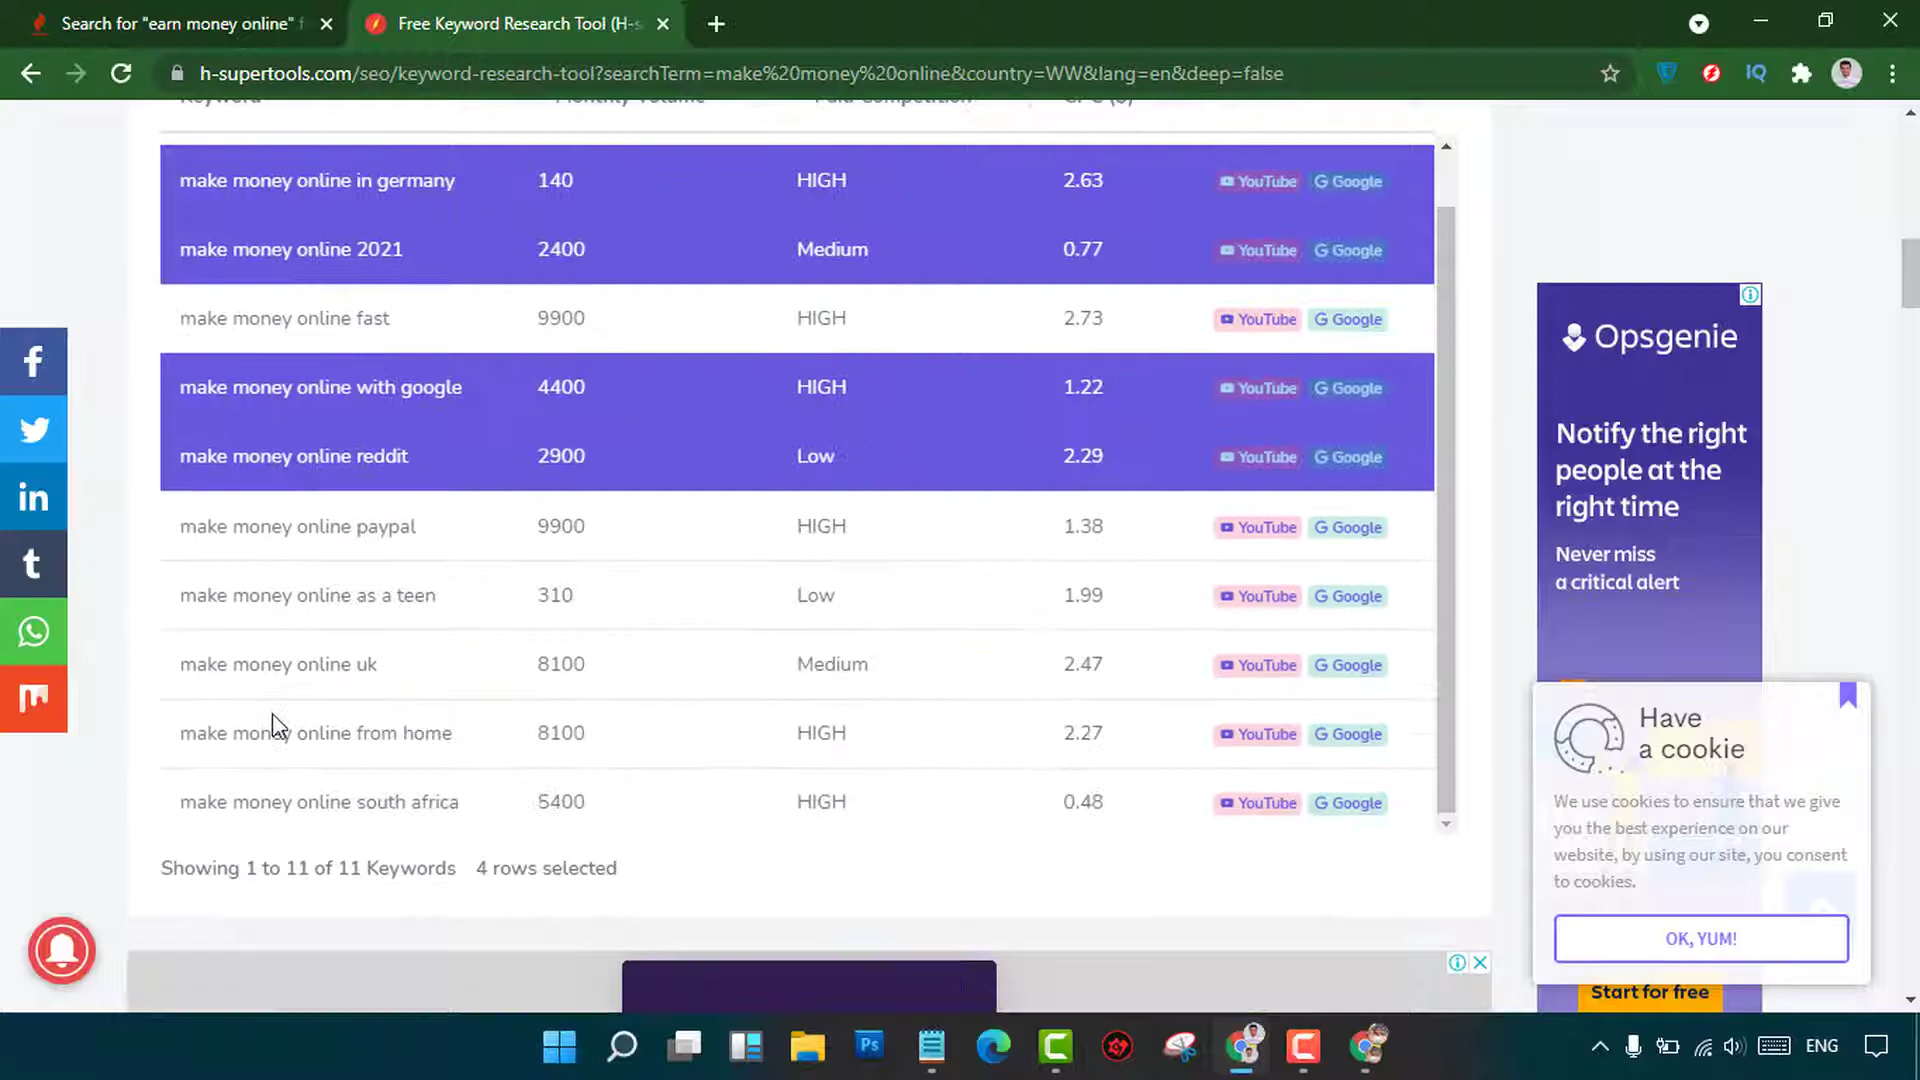 Search for "earn money online" f
Free Keyword Research Tool (H-s
h-supertools.com/seo/keyword-research-tool?searchTerm=make%20money%20online&country=WW&lang=en&deep=false
IQ
Keyword Monthly Volume Paid Competition CPC ($)
make money online in germany 140 HIGH 2.63 YouTube Google
make money online 2021 2400 Medium 0.77 YouTube Google
make money online fast 9900 HIGH 2.73 YouTube Google
make money online with google 4400 HIGH 1.22 YouTube Google
make money online reddit 2900 Low 2.29 YouTube Google
make money online paypal 9900 HIGH 1.38 YouTube Google
make money online as a teen 310 Low 1.99 YouTube Google
make money online uk 8100 Medium 2.47 YouTube Google
make money online from home 8100 HIGH 2.27 YouTube Google
make money online south africa 5400 HIGH 0.48 YouTube Google
Showing 1 to 11 of 11 Keywords 4 rows selected
Opsgenie
Notify the right
people at the
right time
Never miss
a critical alert
Have
a cookie
We use cookies to ensure that we give
you the best experience on our
website, by using our site, you consent
to cookies.
OK, YUM!
Start for free
Ps
ENG